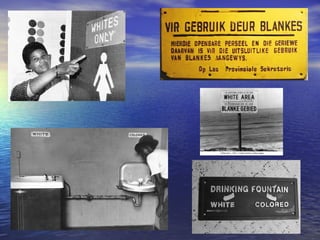 WHITES
ONLY
VIR GEBRUIK DEUR BLANKES
HIERDIE OPENBARE PERSEEL EN DIE GERIEWE
DAARVAN IS VIR DIE UITSLUITLIKE GEBRUIK
VAN BLANKES AANGEWYS.
Op Las Provinsiale Sekretaris
WHITE AREA
BLANKE GEBIED
WHITE
COLORED
DRINKING FOUNTAIN
WHITE COLORED